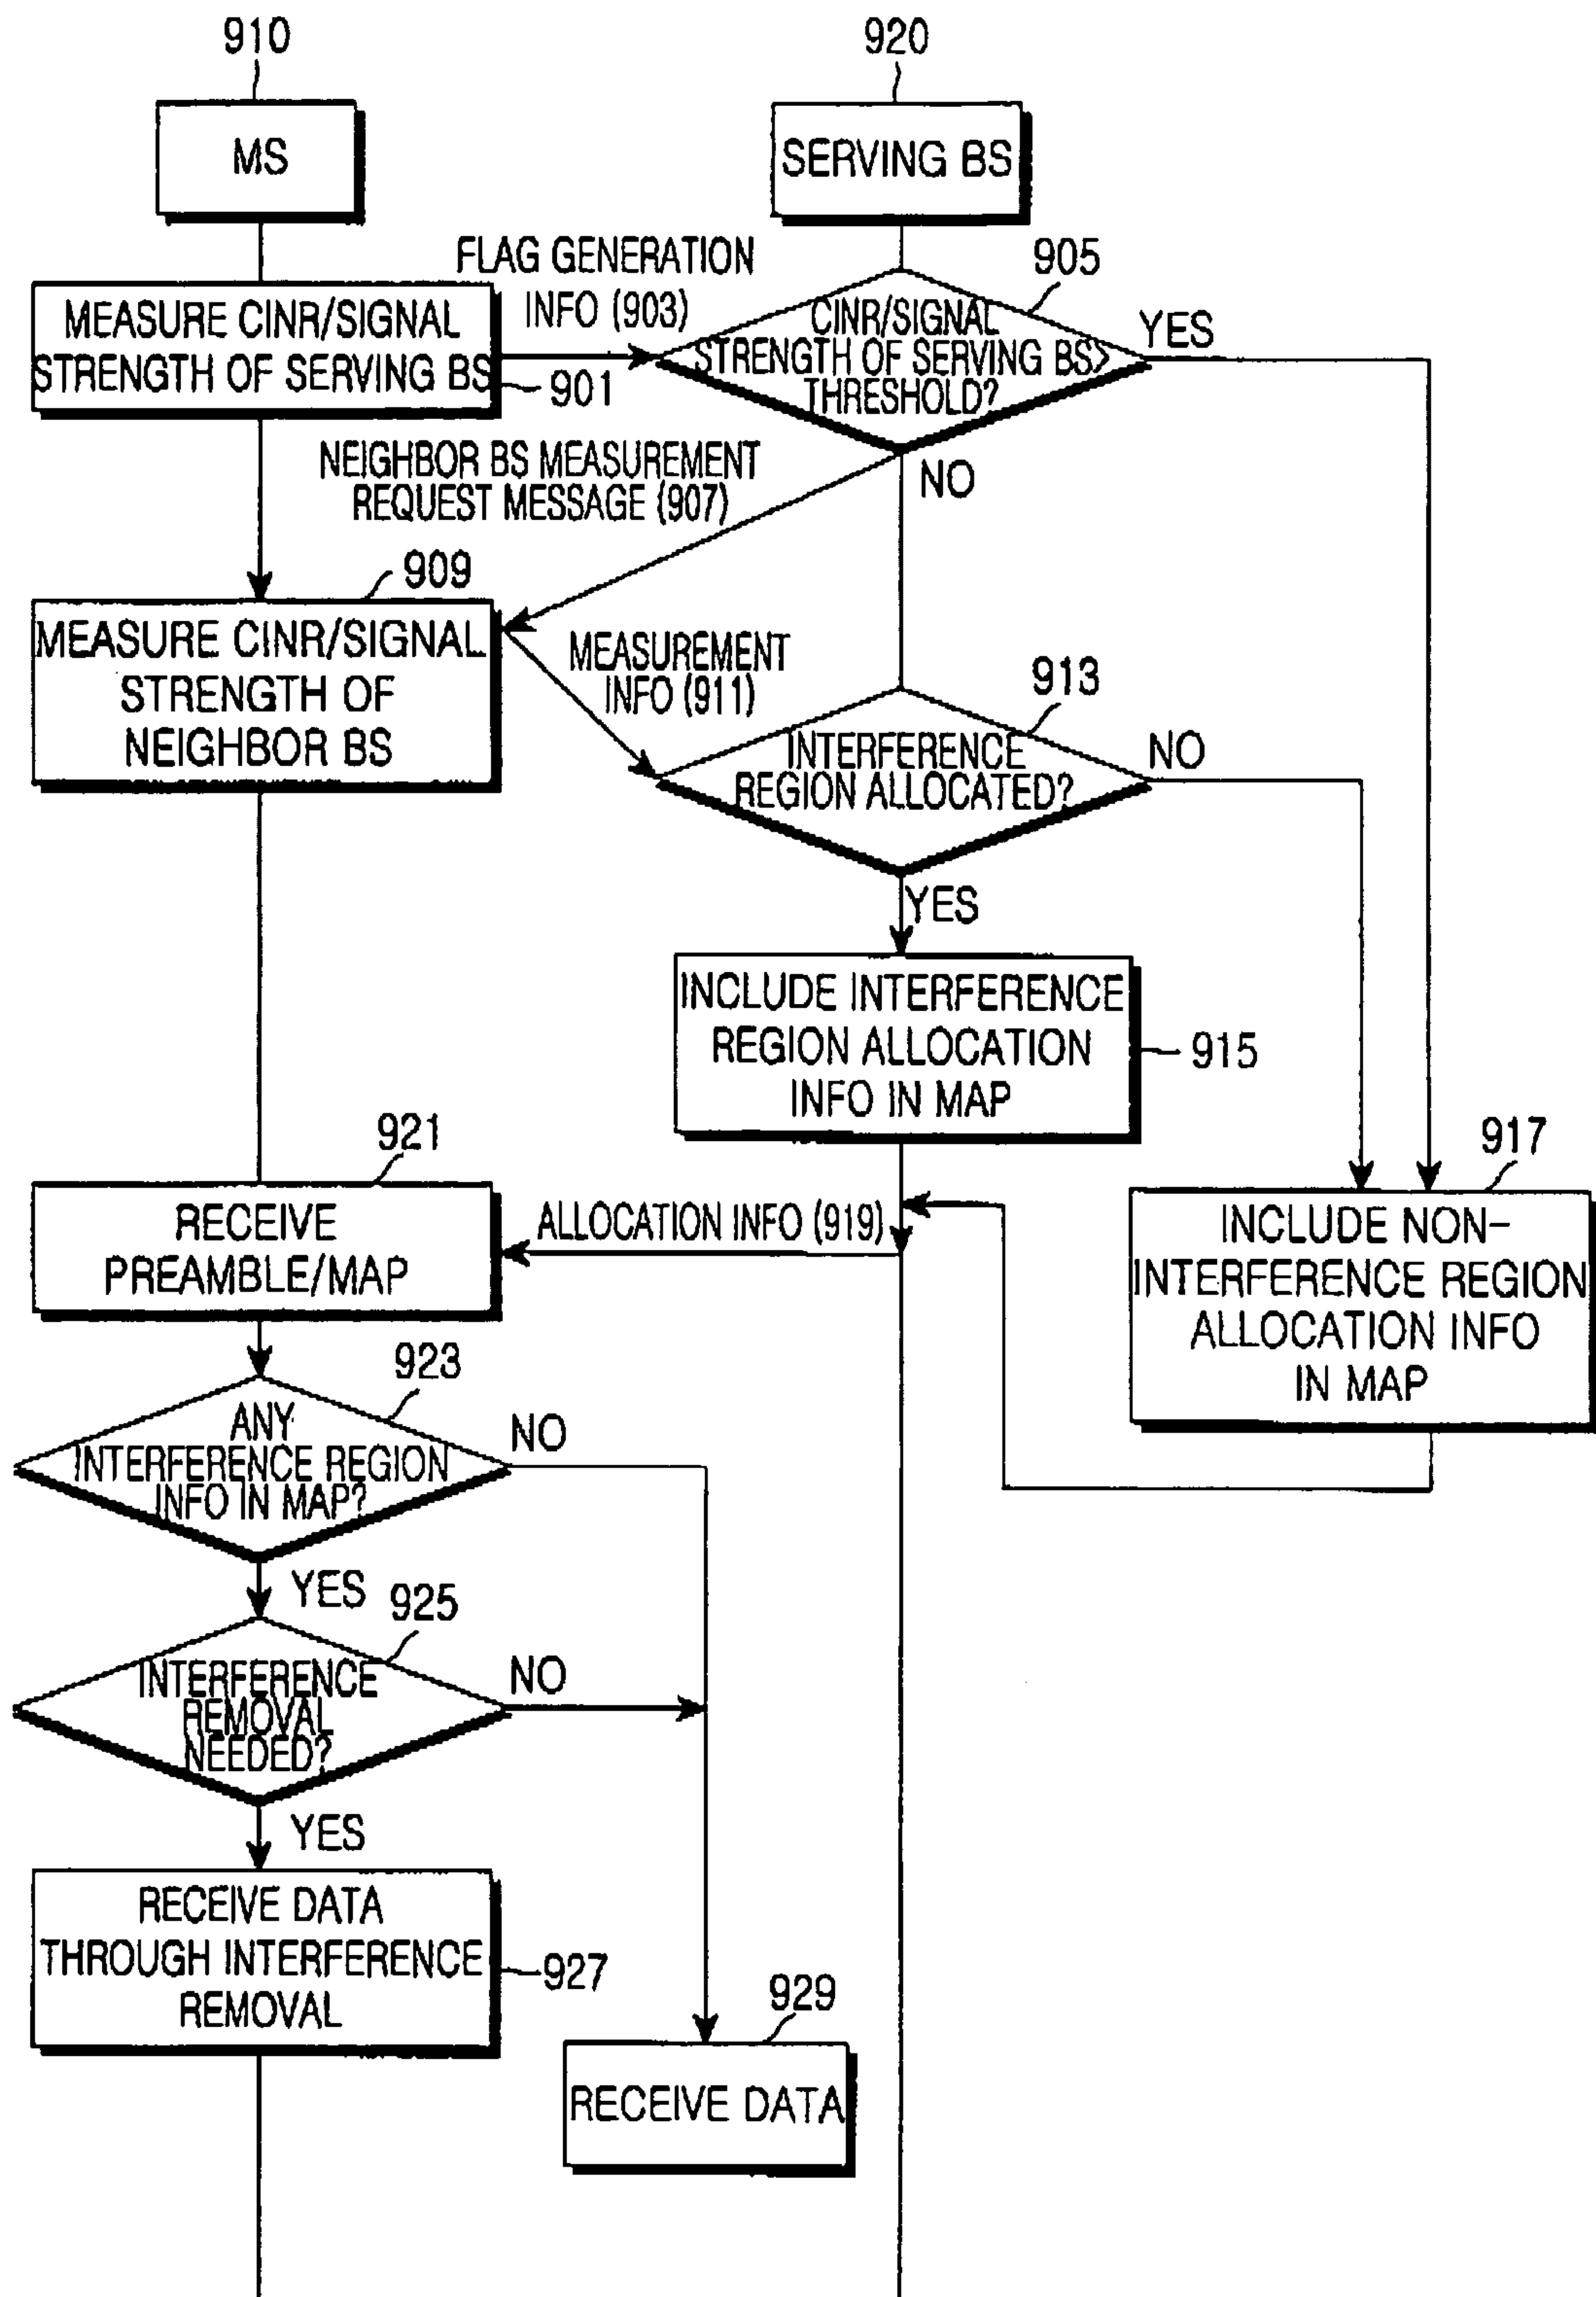 910
920
MS
SERVING BS
FLAG GENERATION
INFO (903)
905
MEASURE CINR/SIGNAL
STRENGTH OF SERVING BS
901
CINR/SIGNAL
STRENGTH OF SERVING BS>
THRESHOLD?
YES
NO
NEIGHBOR BS MEASUREMENT
REQUEST MESSAGE (907)
909
MEASURE CINR/SIGNAL
STRENGTH OF
NEIGHBOR BS
MEASUREMENT
INFO (911)
913
INTERFERENCE
REGION ALLOCATED?
NO
YES
INCLUDE INTERFERENCE
REGION ALLOCATION
INFO IN MAP
915
921
RECEIVE
PREAMBLE/MAP
ALLOCATION INFO (919)
917
INCLUDE NON-
INTERFERENCE REGION
ALLOCATION INFO
IN MAP
923
ANY
INTERFERENCE REGION
INFO IN MAP?
NO
YES
925
INTERFERENCE
REMOVAL
NEEDED?
NO
YES
RECEIVE DATA
THROUGH INTERFERENCE
REMOVAL
927
929
RECEIVE DATA